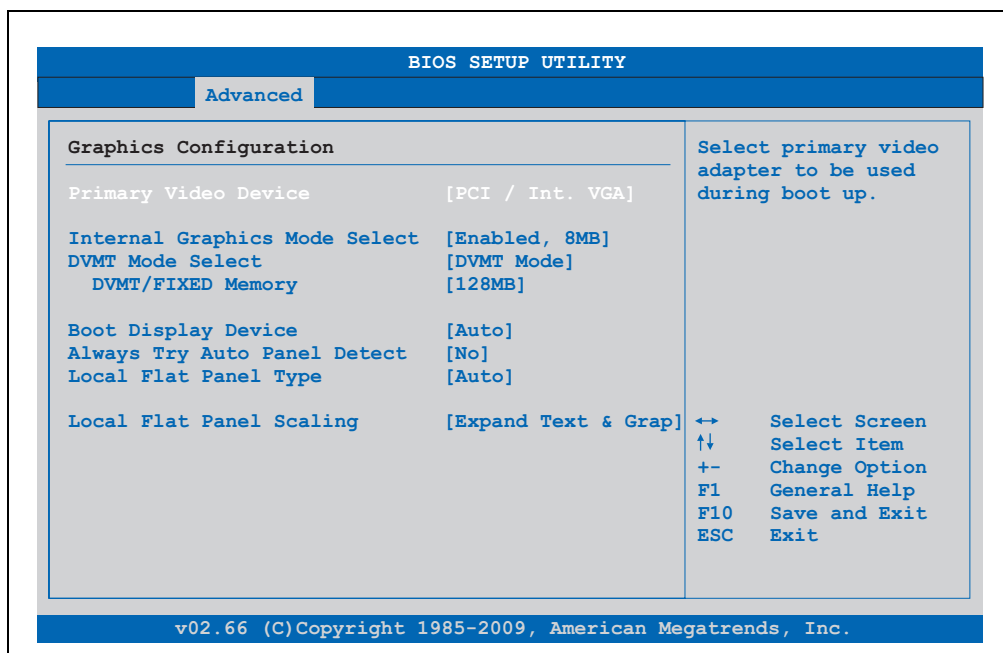 BIOS SETUP UTILITY
Advanced
Graphics Configuration
Primary Video Device [PCI / Int. VGA]
Internal Graphics Mode Select [Enabled, 8MB]
DVMT Mode Select [DVMT Mode]
DVMT/FIXED Memory [128MB]
Boot Display Device [Auto]
Always Try Auto Panel Detect [No]
Local Flat Panel Type [Auto]
Local Flat Panel Scaling [Expand Text & Grap]
Select primary video
adapter to be used
during boot up.
↔ Select Screen
↑↓ Select Item
+- Change Option
F1 General Help
F10 Save and Exit
ESC Exit
v02.66 (C)Copyright 1985-2009, American Megatrends, Inc.